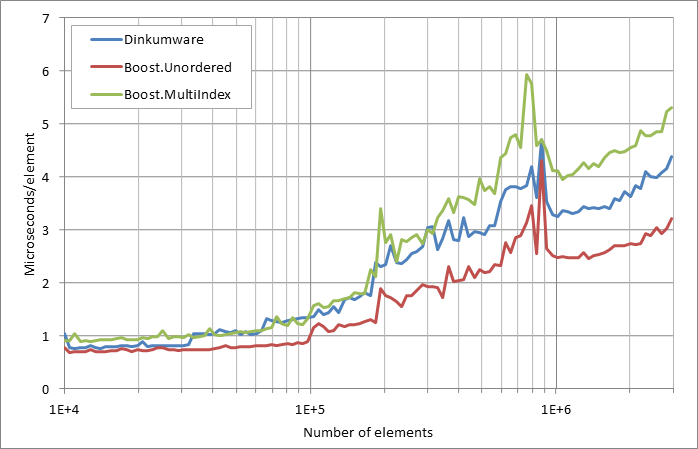 7
6
5
4
3
2
1
0
Microseconds/element
Dinkumware
Boost.Unordered
Boost.MultiIndex
1E+4 1E+5 1E+6
Number of elements